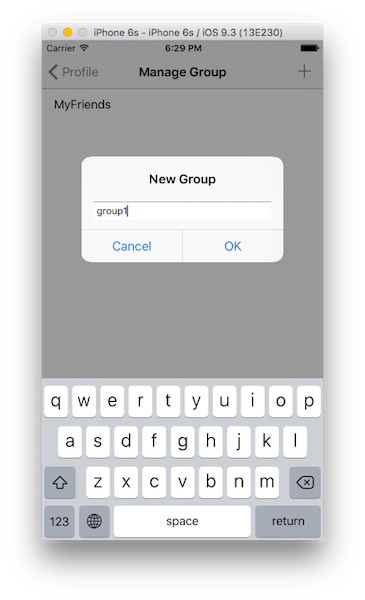 iPhone 6s - iPhone 6s / iOS 9.3 (13E230)
Carrier 6:29 PM
Profile Manage Group +
MyFriends
New Group
group1
Cancel OK
q w e r t y u i o p
a s d f g h j k l
z x c v b n m
123 space return